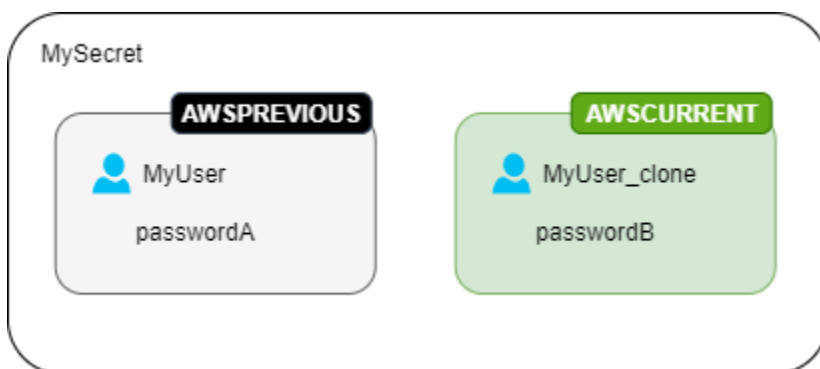 MySecret
AWSPREVIOUS
MyUser
passwordA
AWSCURRENT
MyUser_clone
passwordB